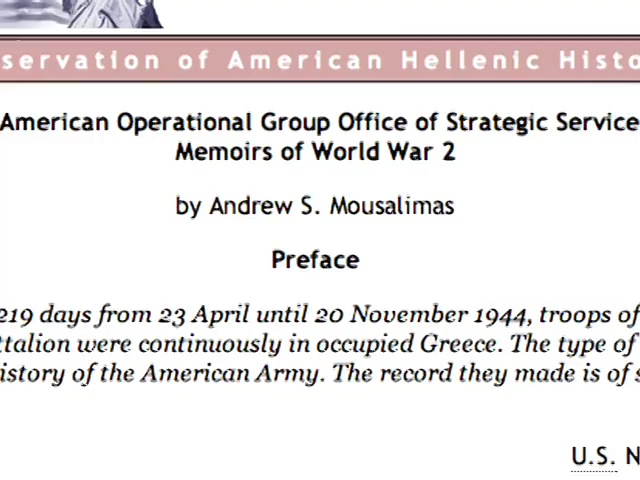 servation of American Hellenic Histo
American Operational Group Office of Strategic Service
Memoirs of World War 2
by Andrew S. Mousalimas
Preface
219 days from 23 April until 20 November 1944, troops of
ttalion were continuously in occupied Greece. The type of
istory of the American Army. The record they made is of s
U.S. N